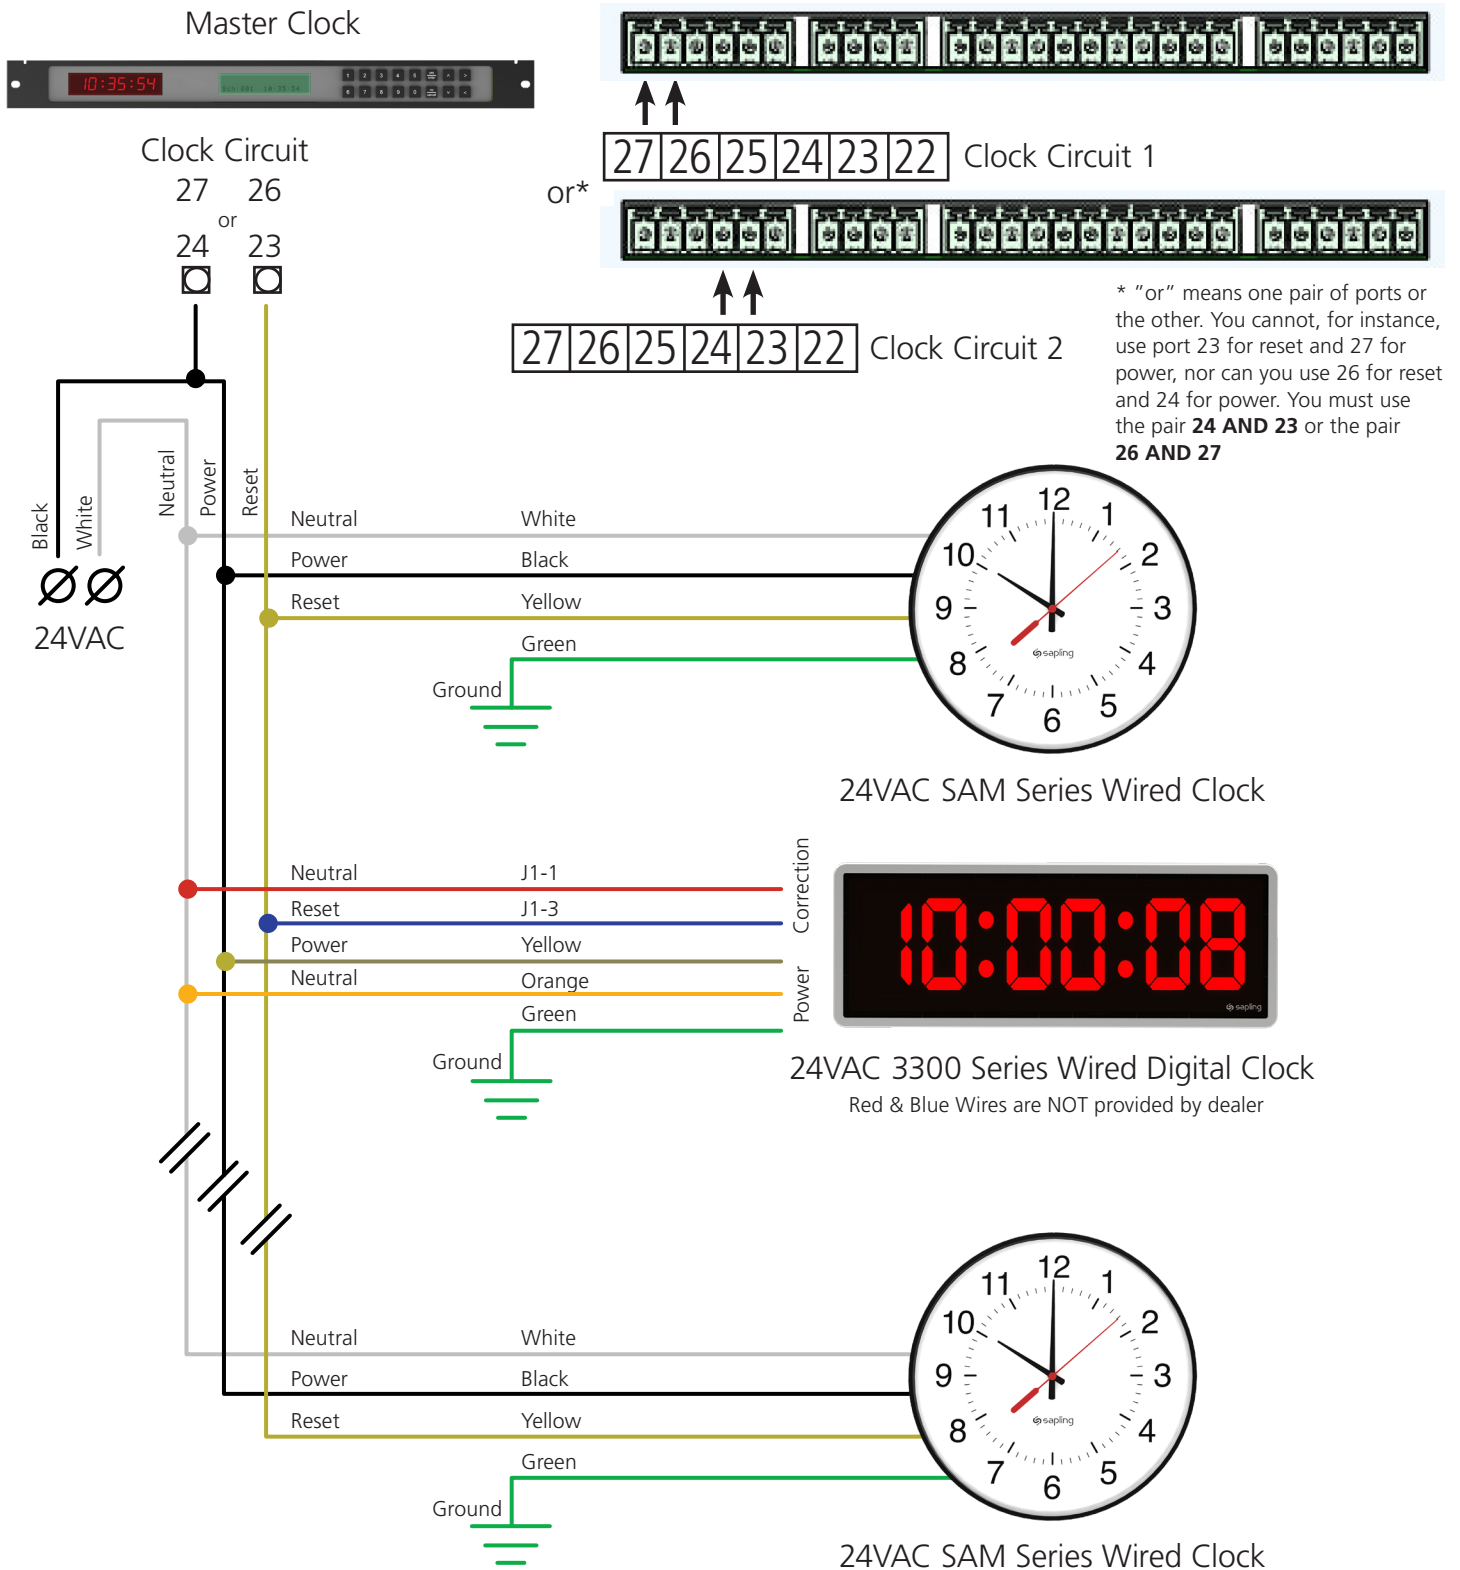 Master Clock
10:35:54
Clock Circuit
27 26
or
24 23
27 26 25 24 23 22 Clock Circuit 1
or*
27 26 25 24 23 22 Clock Circuit 2
* "or" means one pair of ports or
the other. You cannot, for instance,
use port 23 for reset and 27 for
power, nor can you use 26 for reset
and 24 for power. You must use
the pair 24 AND 23 or the pair
26 AND 27
Black
White
Neutral
Power
Reset
24VAC
Neutral White
Power Black
Reset Yellow
Green
Ground
12
1
2
3
4
5
6
7
8
9
10
11
sapling
24VAC SAM Series Wired Clock
Neutral J1-1
Reset J1-3
Power Yellow
Neutral Orange
Green
Ground
Correction
Power
10:00:08
sapling
24VAC 3300 Series Wired Digital Clock
Red & Blue Wires are NOT provided by dealer
Neutral White
Power Black
Reset Yellow
Green
Ground
12
1
2
3
4
5
6
7
8
9
10
11
sapling
24VAC SAM Series Wired Clock